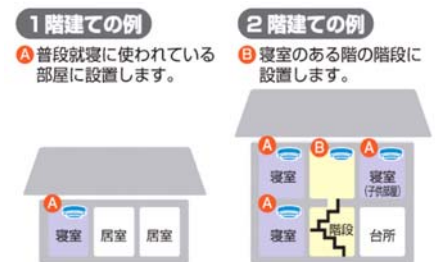 1階建ての例
A 普段就寝に使われている
部屋に設置します。
A
寝室
居室
居室
2階建ての例
B 寝室のある階の階段に
設置します。
A
B
A
寝室
寝室
(子供部屋)
A
寝室
階段
台所